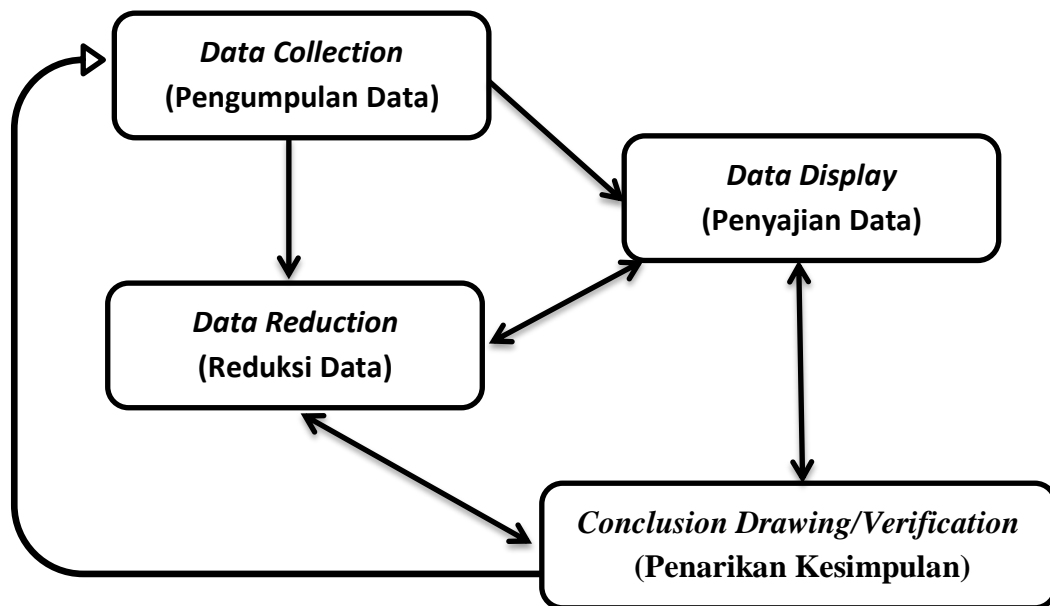 Data Collection
(Pengumpulan Data)
Data Display
(Penyajian Data)
Data Reduction
(Reduksi Data)
Conclusion Drawing/Verification
(Penarikan Kesimpulan)